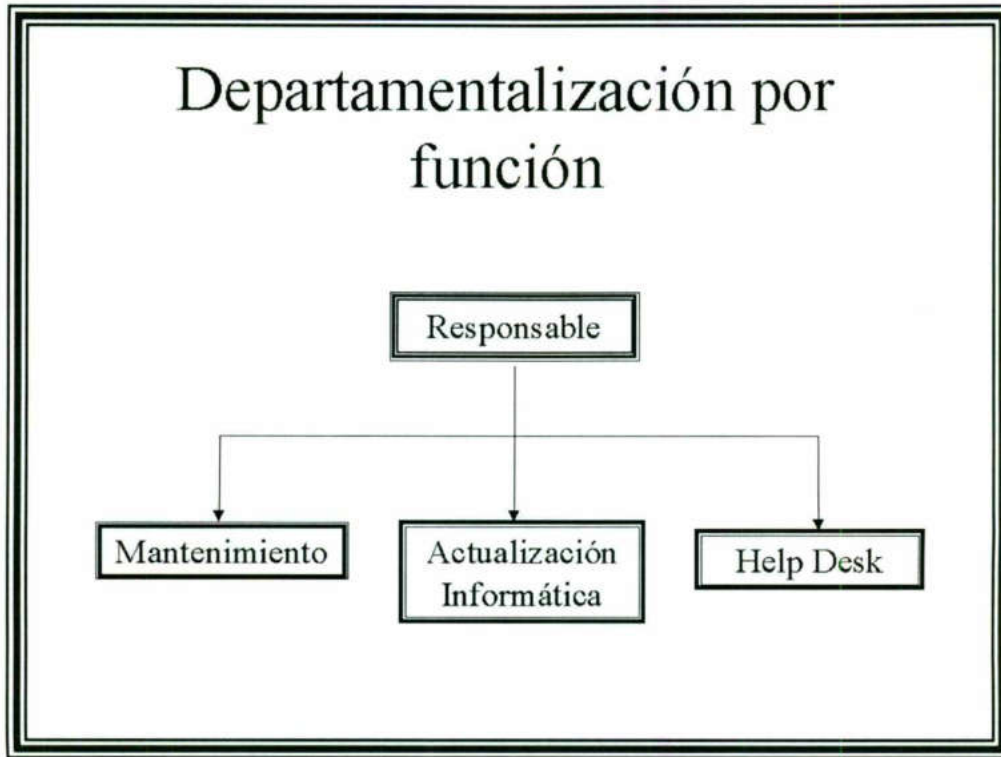 Departamentalización por
función
Responsable
Mantenimiento
Actualización
Informática
Help Desk